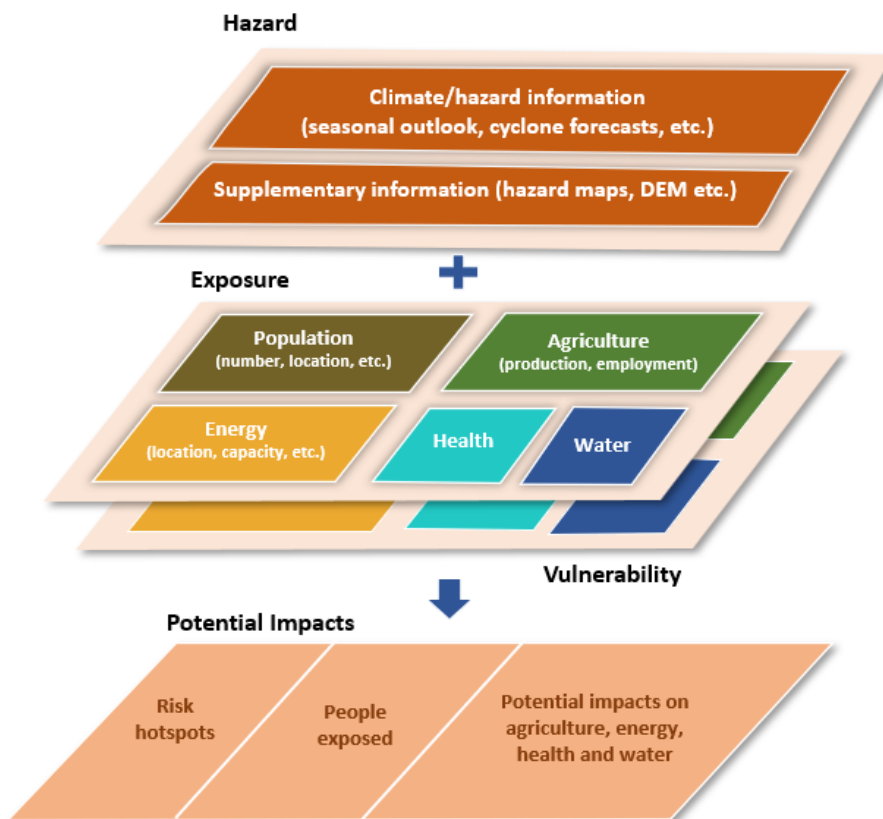 Hazard
Climate/hazard information
(seasonal outlook, cyclone forecasts, etc.)
Supplementary information (hazard maps, DEM etc.)
Exposure
Population
(number, location, etc.)
Agriculture
(production, employment)
Energy
(location, capacity, etc.)
Health
Water
Vulnerability
Potential Impacts
Risk
hotspots
People
exposed
Potential impacts on
agriculture, energy,
health and water